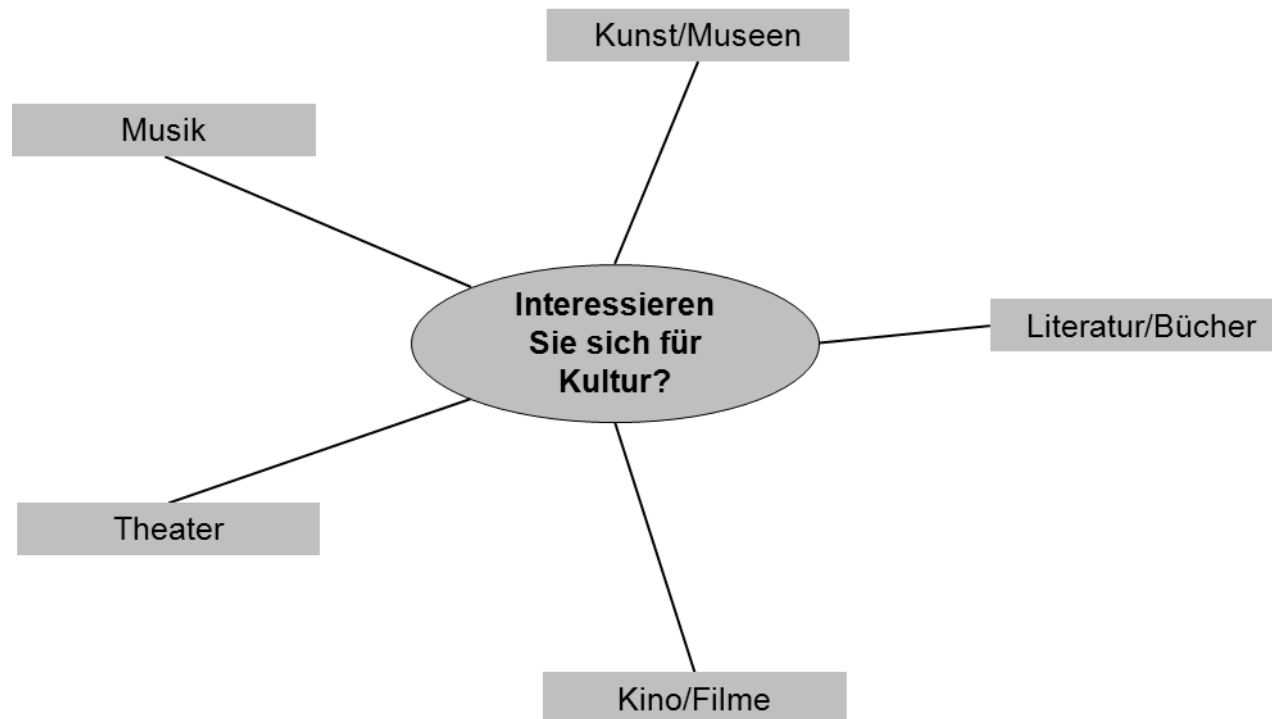 Kunst/Museen
Musik
Interessieren
Sie sich für
Kultur?
Literatur/Bücher
Theater
Kino/Filme